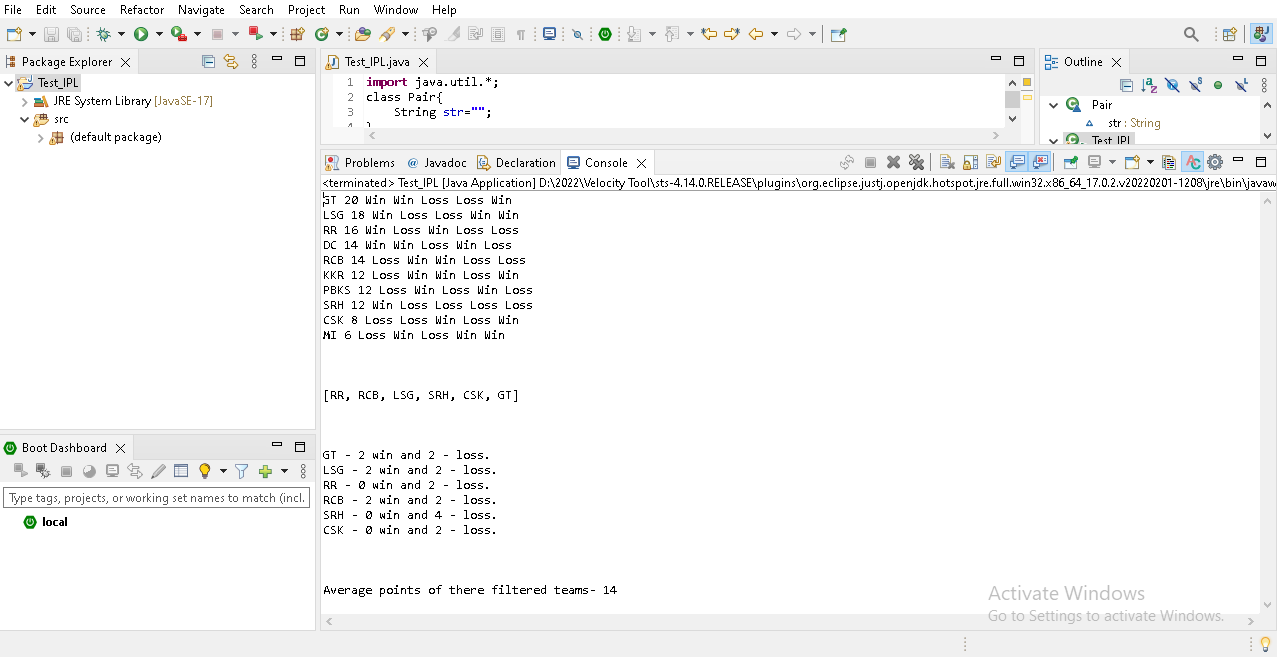 File Edit Source Refactor Navigate Search Project Run Window Help
Package Explorer
Test_IPL
JRE System Library [JavaSE-17]
src
(default package)
Test_IPL.java
1 import java.util.*;
2 class Pair{
3 String str="";
4 }
Outline
Pair
str : String
Test_IPL
Problems @ Javadoc Declaration Console
<terminated> Test_IPL [Java Application] D:\2022\Velocity Tool\sts-4.14.0.RELEASE\plugins\org.eclipse.justj.openjdk.hotspot.jre.full.win32.x86_64_17.0.2.v20220201-1208\jre\bin\javaw
GT 20 Win Win Loss Loss Win
LSG 18 Win Loss Loss Win Win
RR 16 Win Loss Win Loss Loss
DC 14 Win Win Loss Win Loss
RCB 14 Loss Win Win Loss Loss
KKR 12 Loss Win Win Loss Win
PBKS 12 Loss Win Loss Win Loss
SRH 12 Win Loss Loss Loss Loss
CSK 8 Loss Loss Win Loss Win
MI 6 Loss Win Loss Win Win
[RR, RCB, LSG, SRH, CSK, GT]
GT - 2 win and 2 - loss.
LSG - 2 win and 2 - loss.
RR - 0 win and 2 - loss.
RCB - 2 win and 2 - loss.
SRH - 0 win and 4 - loss.
CSK - 0 win and 2 - loss.
Average points of there filtered teams- 14
Boot Dashboard
Type tags, projects, or working set names to match (incl.
local
Activate Windows
Go to Settings to activate Windows.